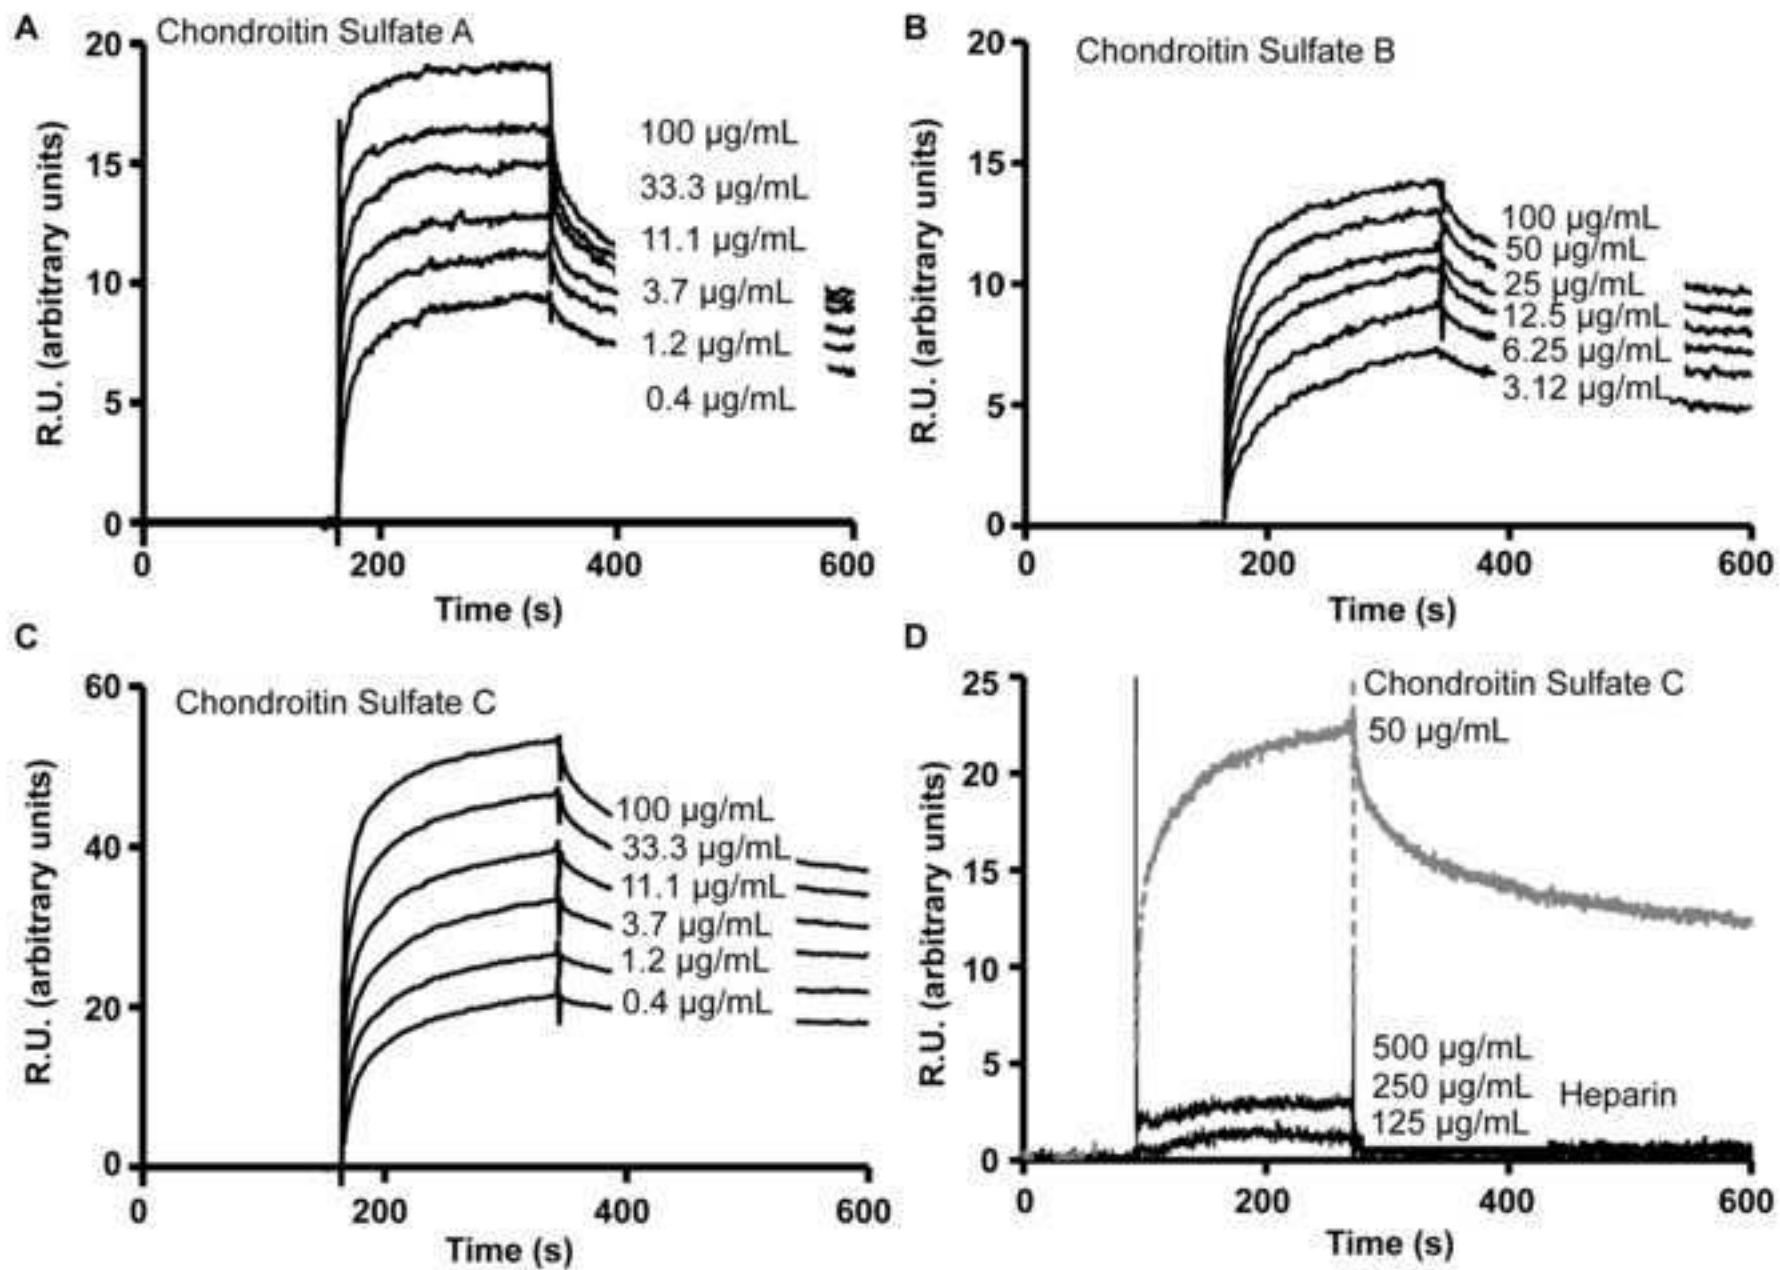 A
Chondroitin Sulfate A
20
15
10
5
0
R.U. (arbitrary units)
100 µg/mL
33.3 µg/mL
11.1 µg/mL
3.7 µg/mL
1.2 µg/mL
0.4 µg/mL
0
200
400
600
Time (s)
B
Chondroitin Sulfate B
20
15
10
5
0
R.U. (arbitrary units)
100 µg/mL
50 µg/mL
25 µg/mL
12.5 µg/mL
6.25 µg/mL
3.12 µg/mL
0
200
400
600
Time (s)
C
Chondroitin Sulfate C
60
40
20
0
R.U. (arbitrary units)
100 µg/mL
33.3 µg/mL
11.1 µg/mL
3.7 µg/mL
1.2 µg/mL
0.4 µg/mL
0
200
400
600
Time (s)
D
Chondroitin Sulfate C
50 µg/mL
25
20
15
10
5
0
R.U. (arbitrary units)
500 µg/mL
250 µg/mL
125 µg/mL
Heparin
0
200
400
600
Time (s)